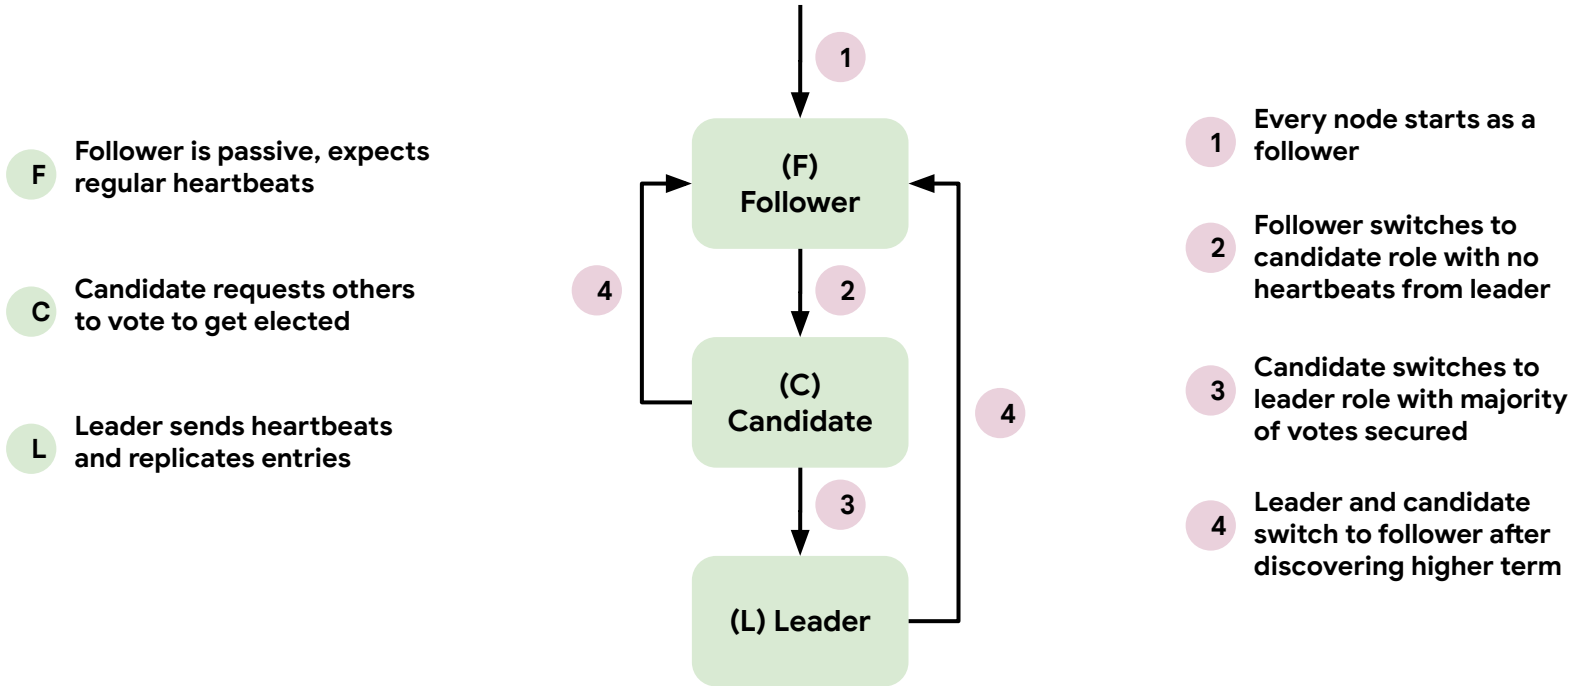 F
Follower is passive, expects
regular heartbeats
C
Candidate requests others
to vote to get elected
L
Leader sends heartbeats
and replicates entries
1
(F)
Follower
4
2
(C)
Candidate
4
3
(L) Leader
1
Every node starts as a
follower
2
Follower switches to
candidate role with no
heartbeats from leader
3
Candidate switches to
leader role with majority
of votes secured
4
Leader and candidate
switch to follower after
discovering higher term